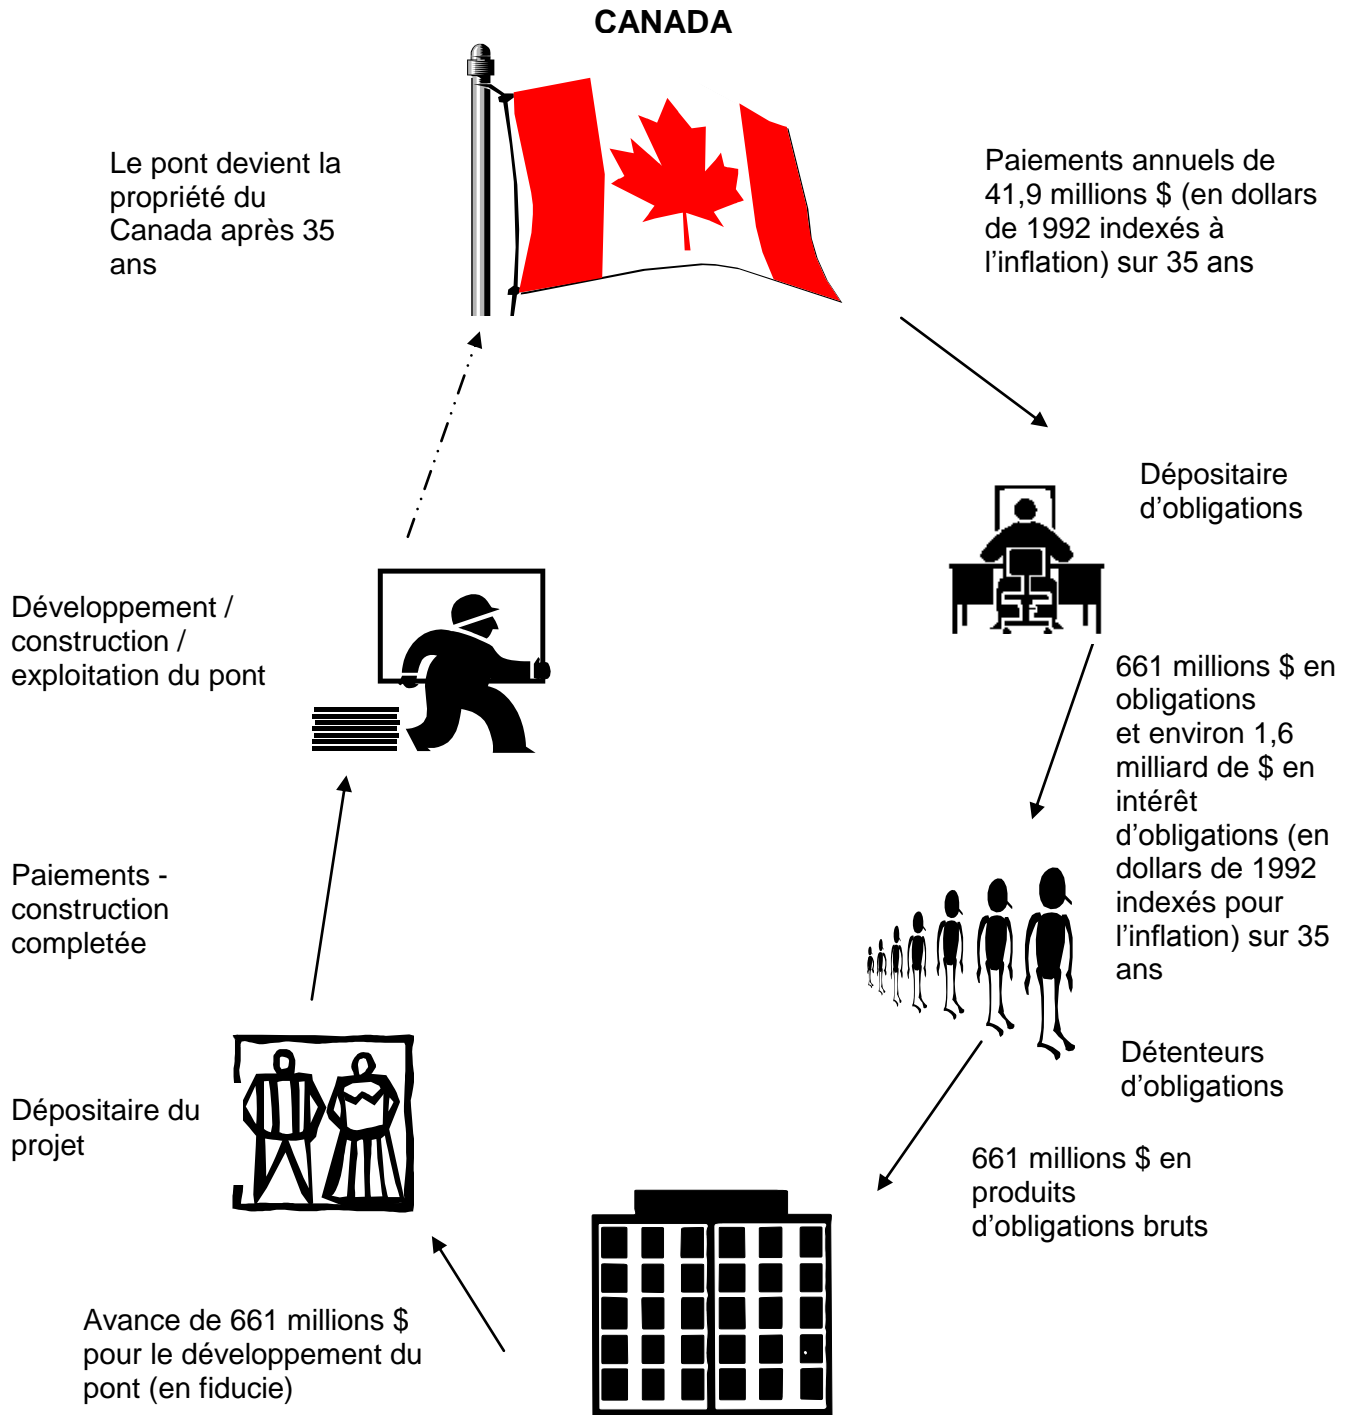 CANADA
Le pont devient la
propriété du
Canada après 35
ans
Paiements annuels de
41,9 millions $ (en dollars
de 1992 indexés à
l’inflation) sur 35 ans
Dépositaire
d’obligations
Développement /
construction /
exploitation du pont
661 millions $ en
obligations
et environ 1,6
milliard de $ en
intérêt
d’obligations (en
dollars de 1992
indexés pour
l’inflation) sur 35
ans
Paiements -
construction
completée
Détenteurs
d’obligations
Dépositaire du
projet
661 millions $ en
produits
d’obligations bruts
Avance de 661 millions $
pour le développement du
pont (en fiducie)